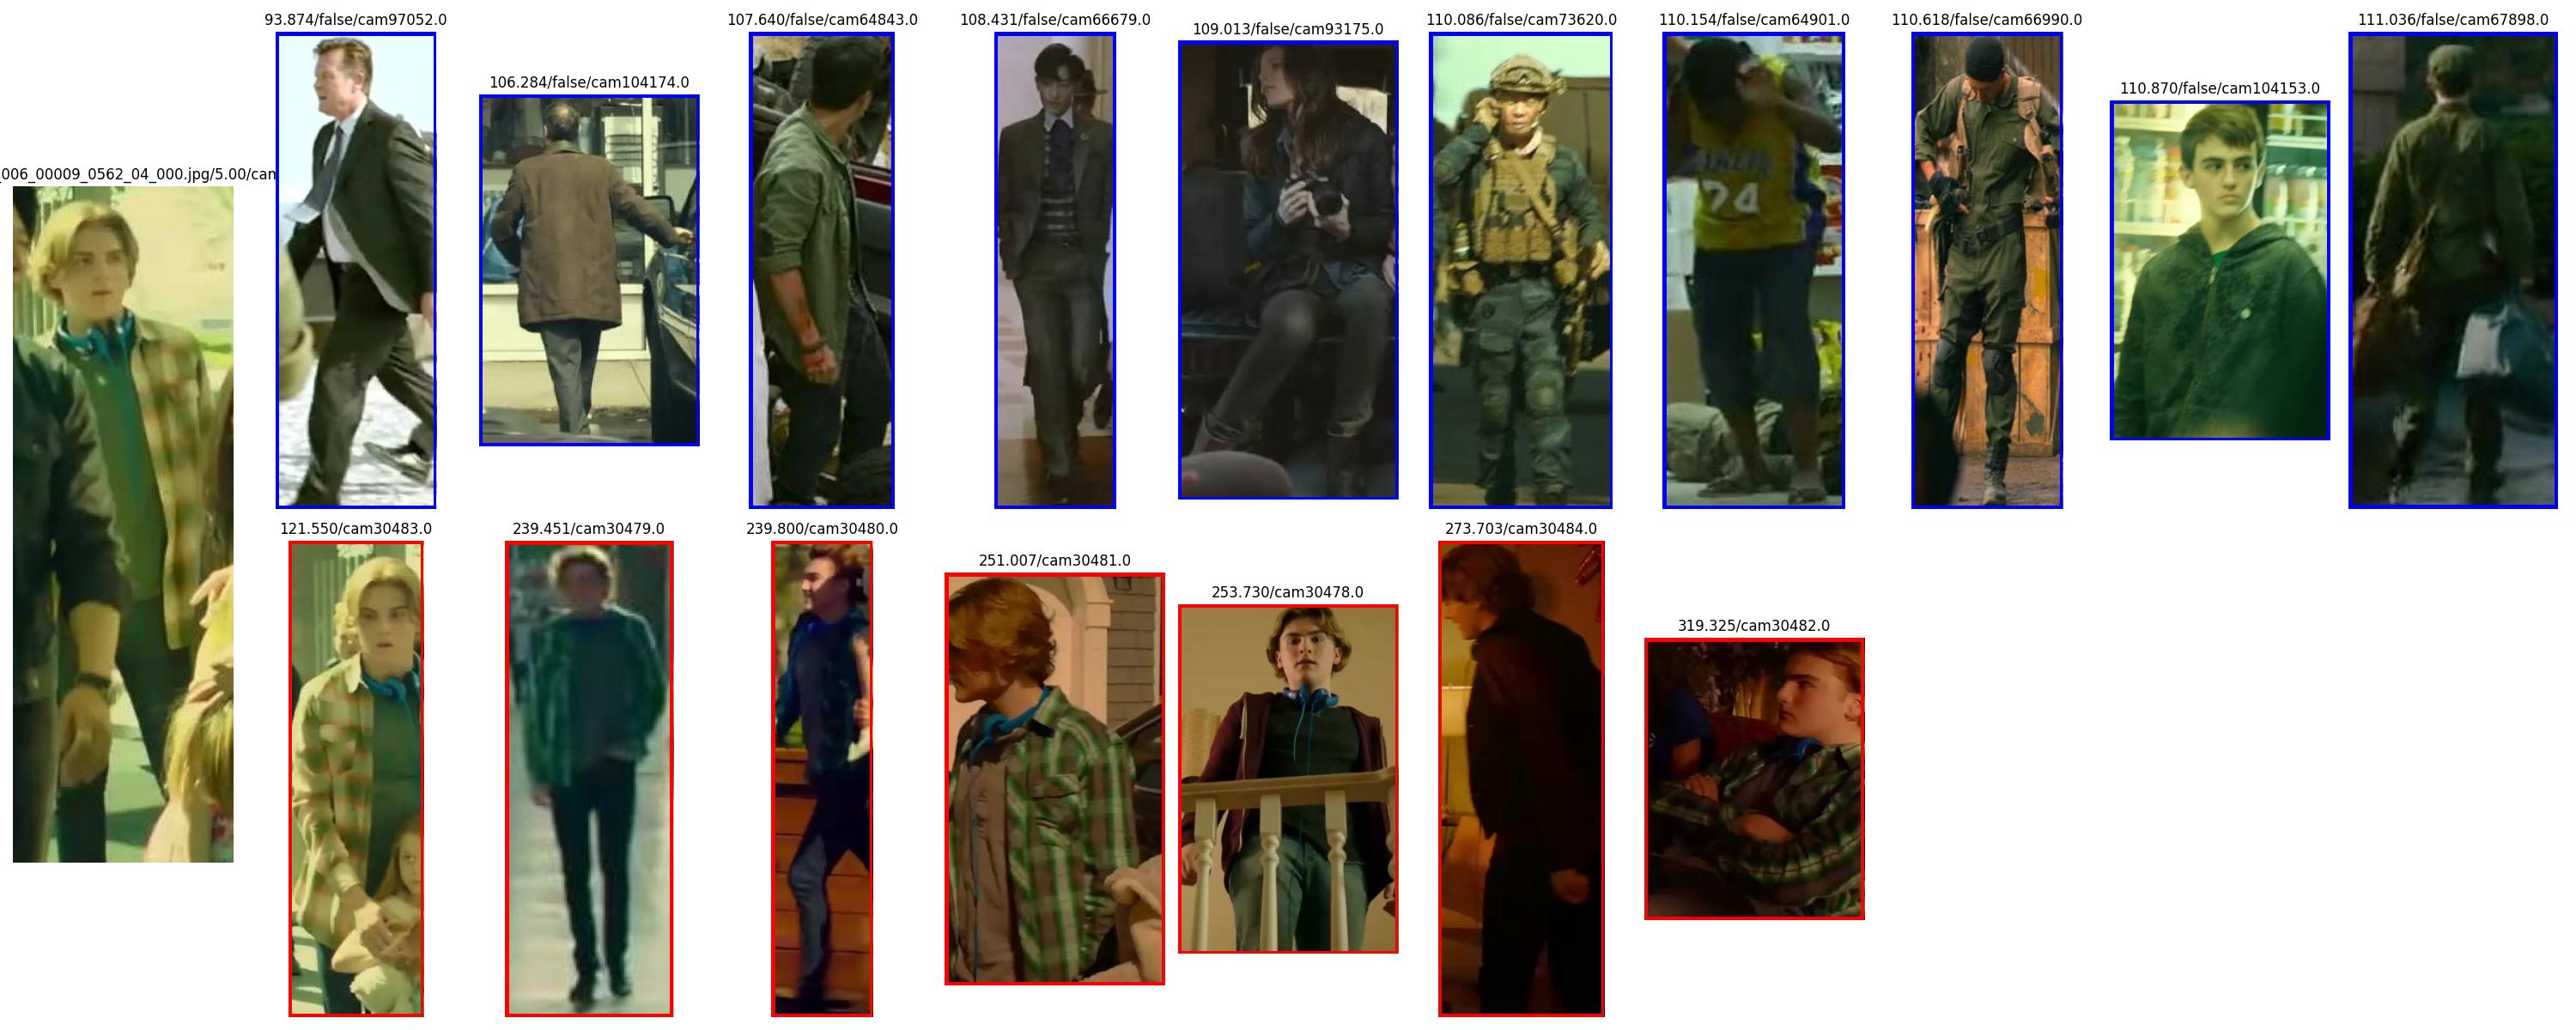 93.874/false/cam97052.0
106.284/false/cam104174.0
107.640/false/cam64843.0
108.431/false/cam66679.0
109.013/false/cam93175.0
110.086/false/cam73620.0
110.154/false/cam64901.0
110.618/false/cam66990.0
110.870/false/cam104153.0
111.036/false/cam67898.0
_006_00009_0562_04_000.jpg/5.00/cam
24
121.550/cam30483.0
239.451/cam30479.0
239.800/cam30480.0
251.007/cam30481.0
253.730/cam30478.0
273.703/cam30484.0
319.325/cam30482.0